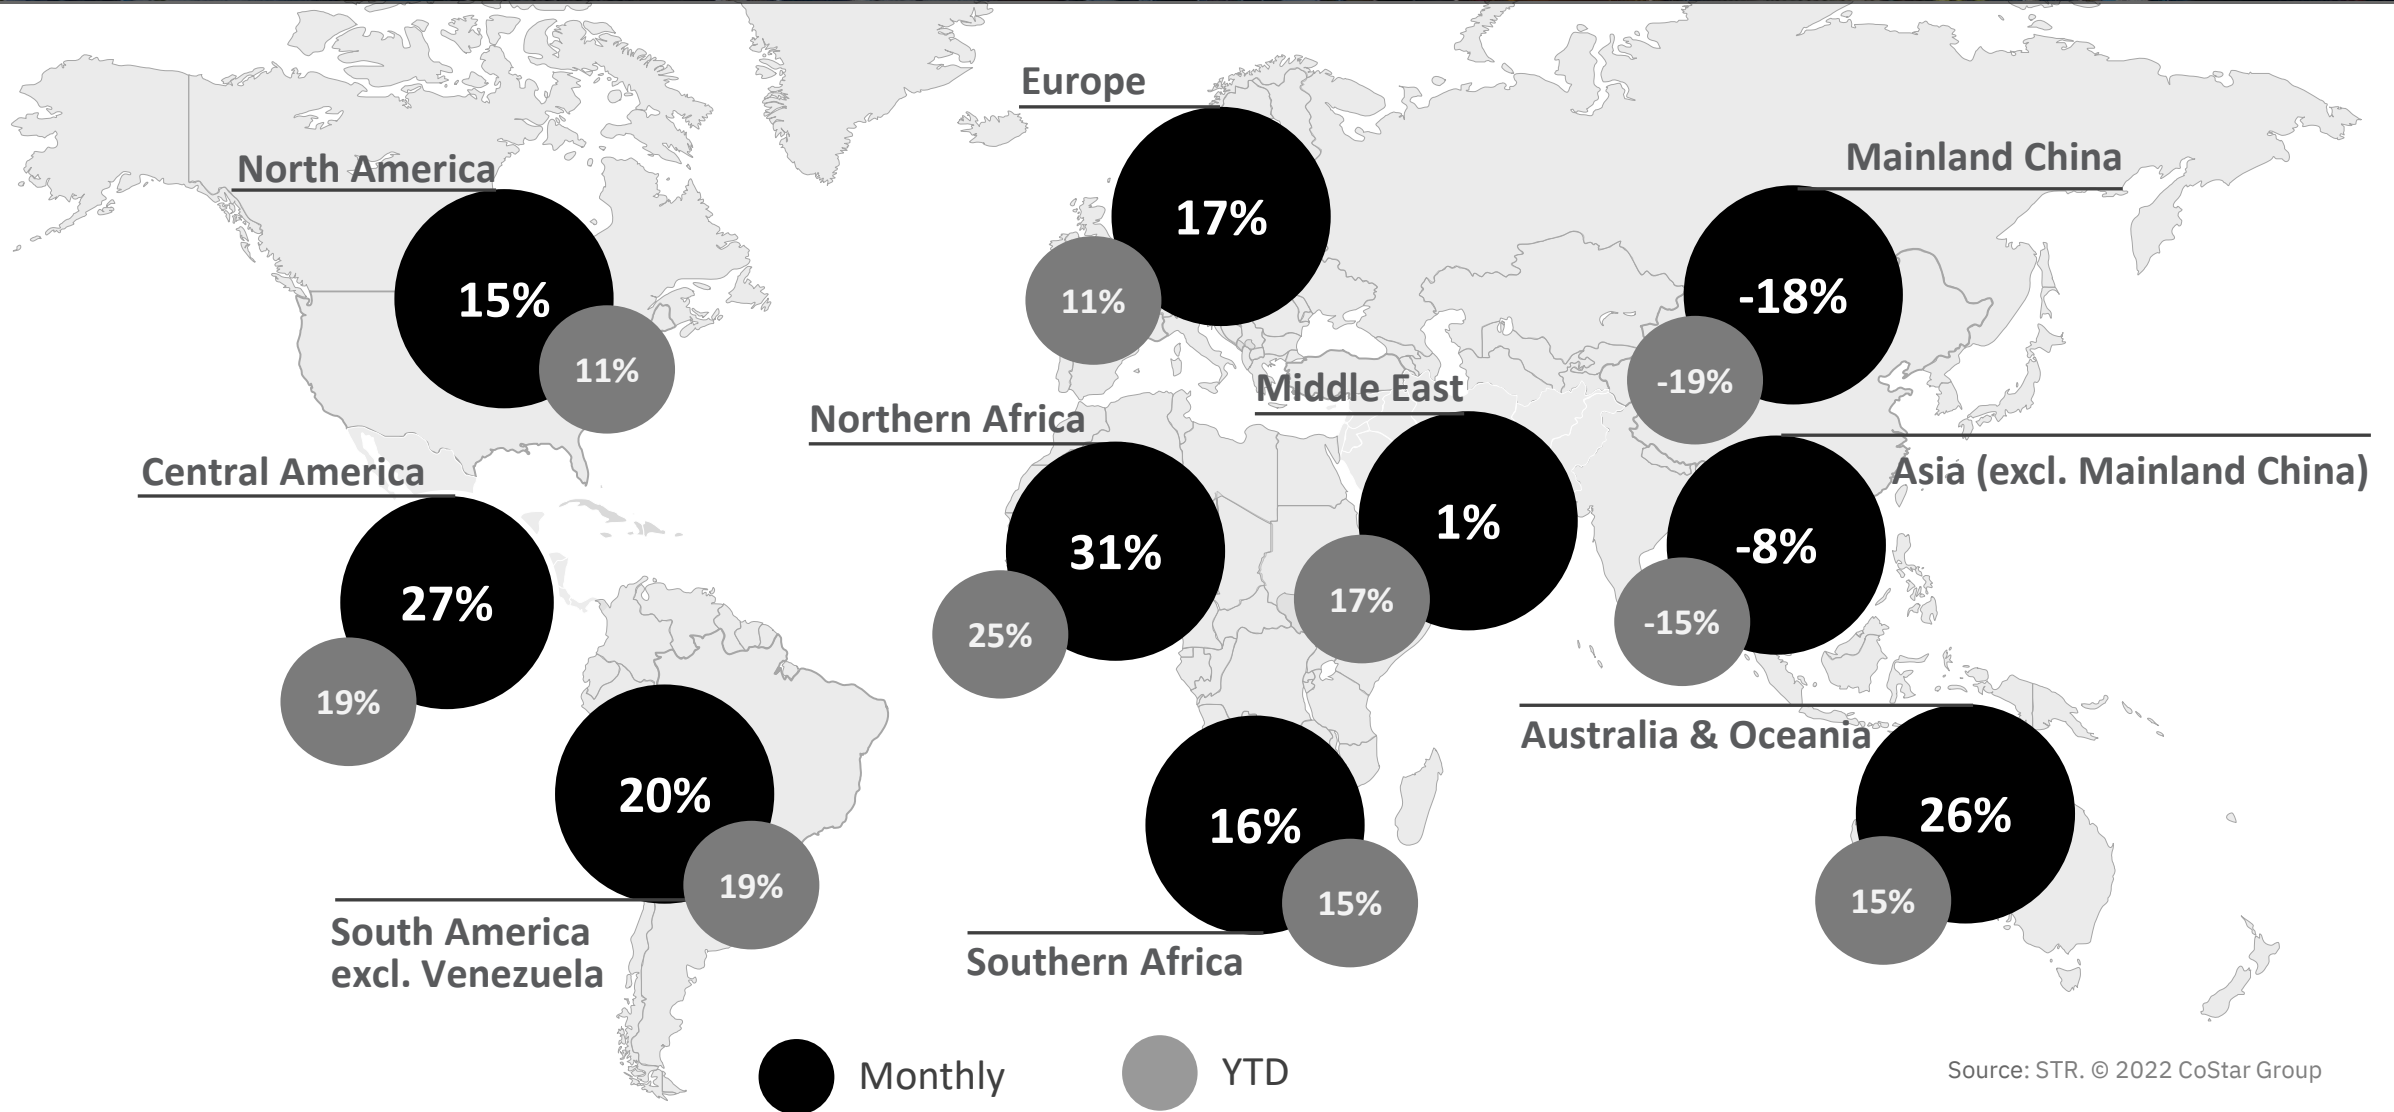 Europe
17%
11%
North America
15%
11%
Mainland China
-18%
-19%
Middle East
1%
17%
Northern Africa
31%
25%
Central America
27%
19%
Asia (excl. Mainland China)
-8%
-15%
South America
excl. Venezuela
20%
19%
Southern Africa
16%
15%
Australia & Oceania
26%
15%
Monthly
YTD
Source: STR. © 2022 CoStar Group